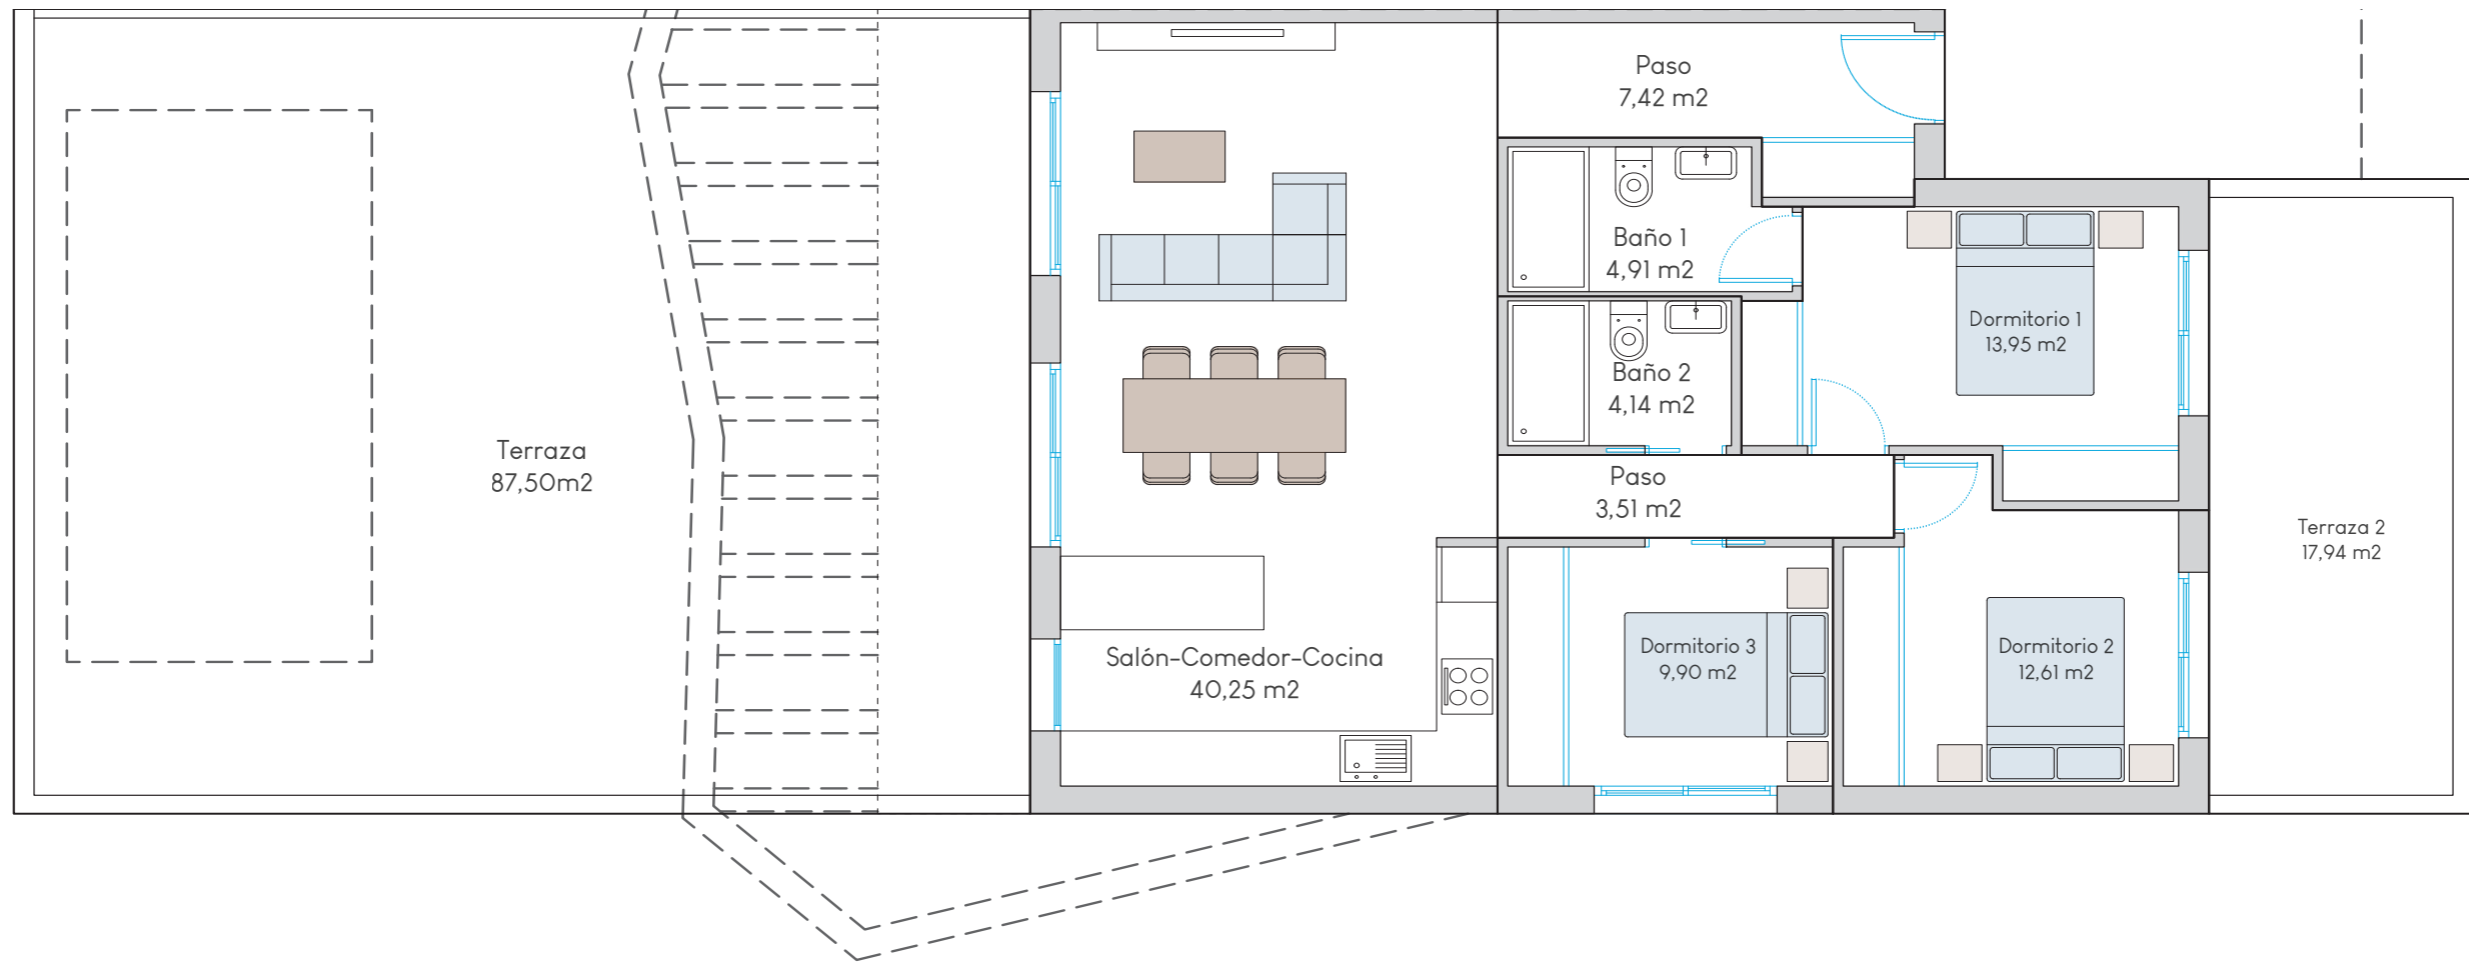 Paso
7,42 m2
Baño 1
4,91 m2
Dormitorio 1
13,95 m2
Baño 2
4,14 m2
Terraza
87,50m2
Paso
3,51 m2
Terraza 2
17,94 m2
Salón-Comedor-Cocina
40,25 m2
Dormitorio 3
9,90 m2
Dormitorio 2
12,61 m2